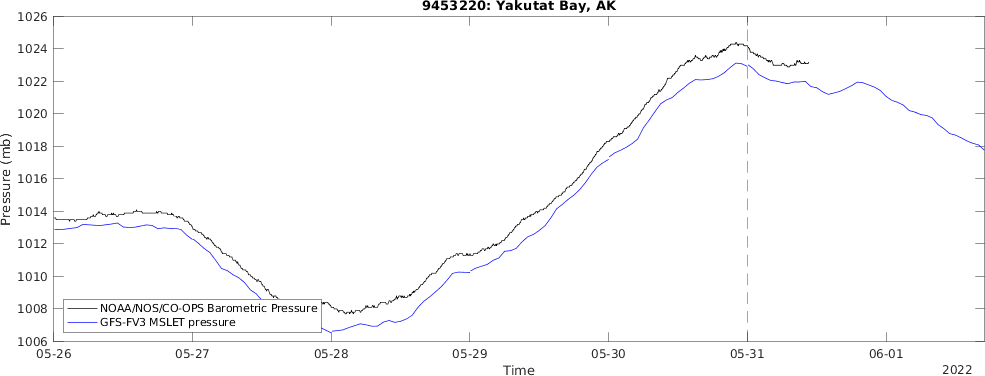 9453220: Yakutat Bay, AK
Pressure (mb)
1026
1024
1022
1020
1018
1016
1014
1012
1010
1008
1006
NOAA/NOS/CO-OPS Barometric Pressure
GFS-FV3 MSLET pressure
05-26 05-27 05-28 05-29 05-30 05-31 06-01
Time
2022